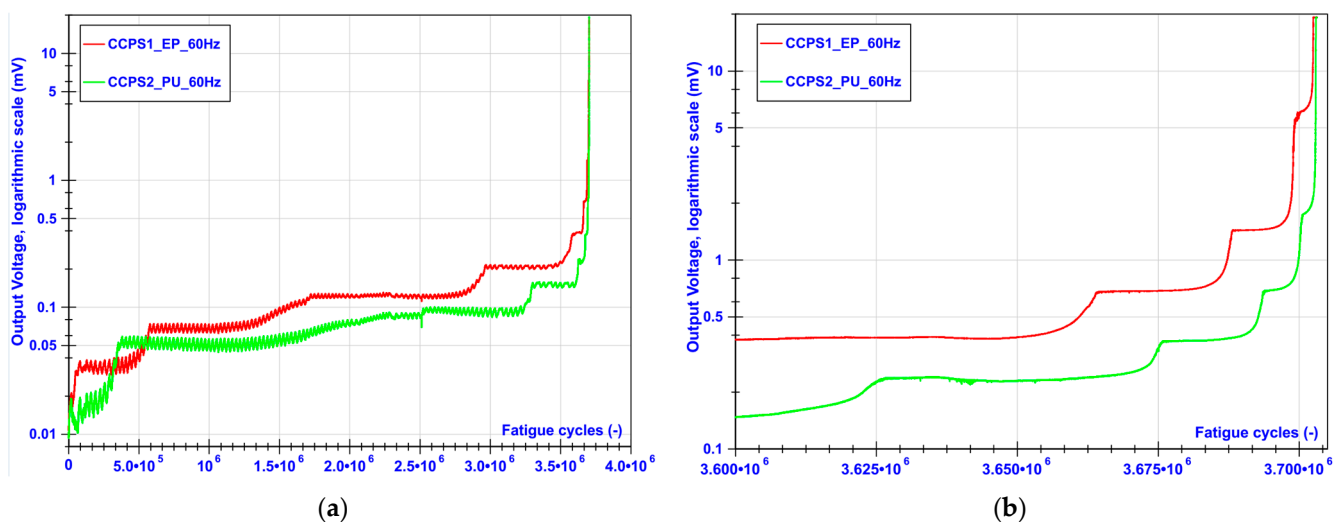 Output Voltage, logarithmic scale (mV)
10
5
1
0.5
0.1
0.05
0.01
CCPS1_EP_60Hz
CCPS2_PU_60Hz
Fatigue cycles (-)
0
5.0•10⁵
10⁶
1.5•10⁶
2.0•10⁶
2.5•10⁶
3.0•10⁶
3.5•10⁶
4.0•10⁶
(a)
Output Voltage, logarithmic scale (mV)
10
5
1
0.5
0.1
CCPS1_EP_60Hz
CCPS2_PU_60Hz
Fatigue cycles (-)
3.600•10⁶
3.625•10⁶
3.650•10⁶
3.675•10⁶
3.700•10⁶
(b)